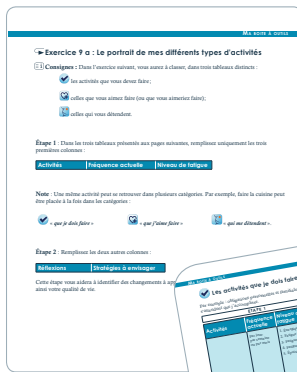 MA BOITE À OUTILS
Exercice 9 a : Le portrait de mes différents types d'activités
Consignes : Dans l'exercice suivant, vous aurez à classer, dans trois tableaux distincts :
les activités que vous devez faire ;
celles que vous aimez faire (ou que vous aimeriez faire);
celles qui vous détendent.
Étape 1 : Dans les trois tableaux présentés aux pages suivantes, remplissez uniquement les trois
premières colonnes :
Activités Fréquence actuelle Niveau de fatigue
Note : Une même activité peut se retrouver dans plusieurs catégories. Par exemple, faire la cuisine peut
être placée à la fois dans les catégories :
« que je dois faire » « que j'aime faire » « qui me détendent ».
Étape 2 : Remplissez les deux autres colonnes :
Réflexions Stratégies à envisager
Cette étape vous aidera à identifier des changements à app
ainsi votre qualité de vie.
MA BOITE À OUTILS
Les activités que je dois faire
ÉTAPE 1
Activités Fréquence actuelle Niveau fatigue